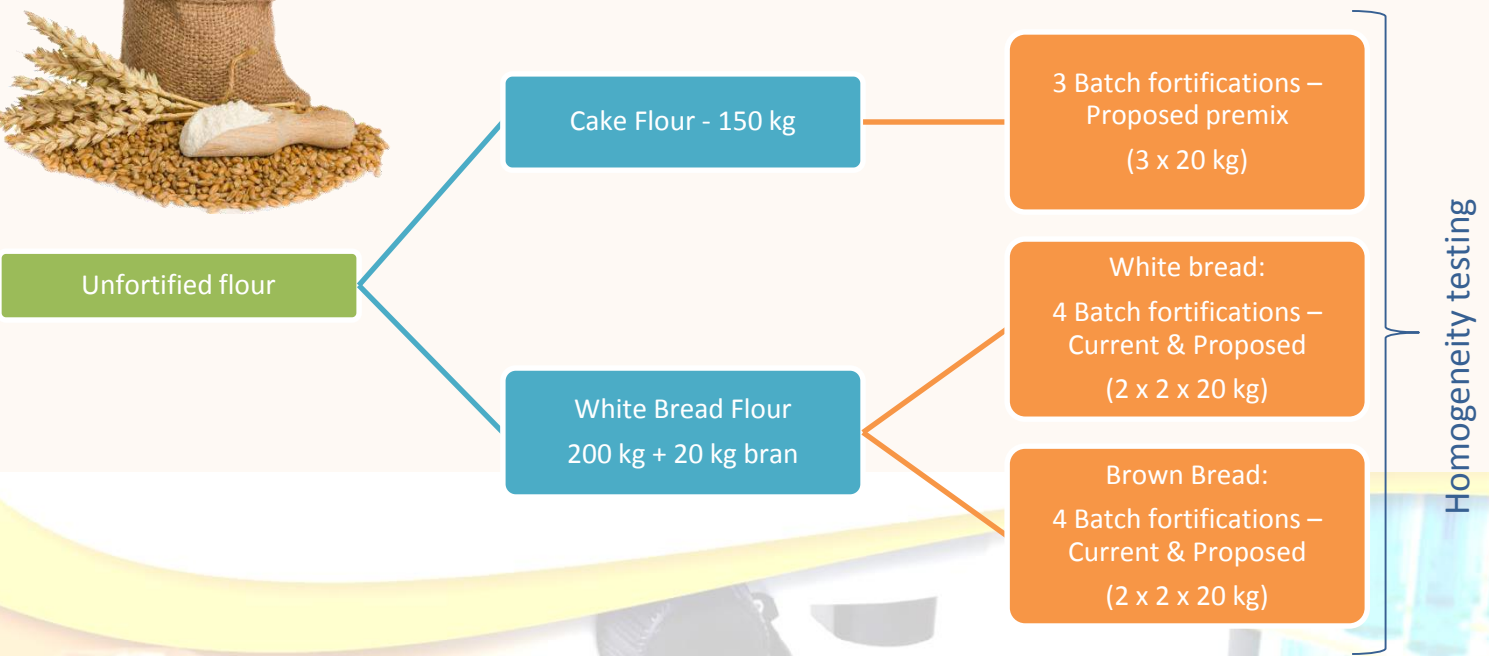 Unfortified flour
Cake Flour - 150 kg
White Bread Flour
200 kg + 20 kg bran
3 Batch fortifications –
Proposed premix
(3 x 20 kg)
White bread:
4 Batch fortifications –
Current & Proposed
(2 x 2 x 20 kg)
Brown Bread:
4 Batch fortifications –
Current & Proposed
(2 x 2 x 20 kg)
Homogeneity testing